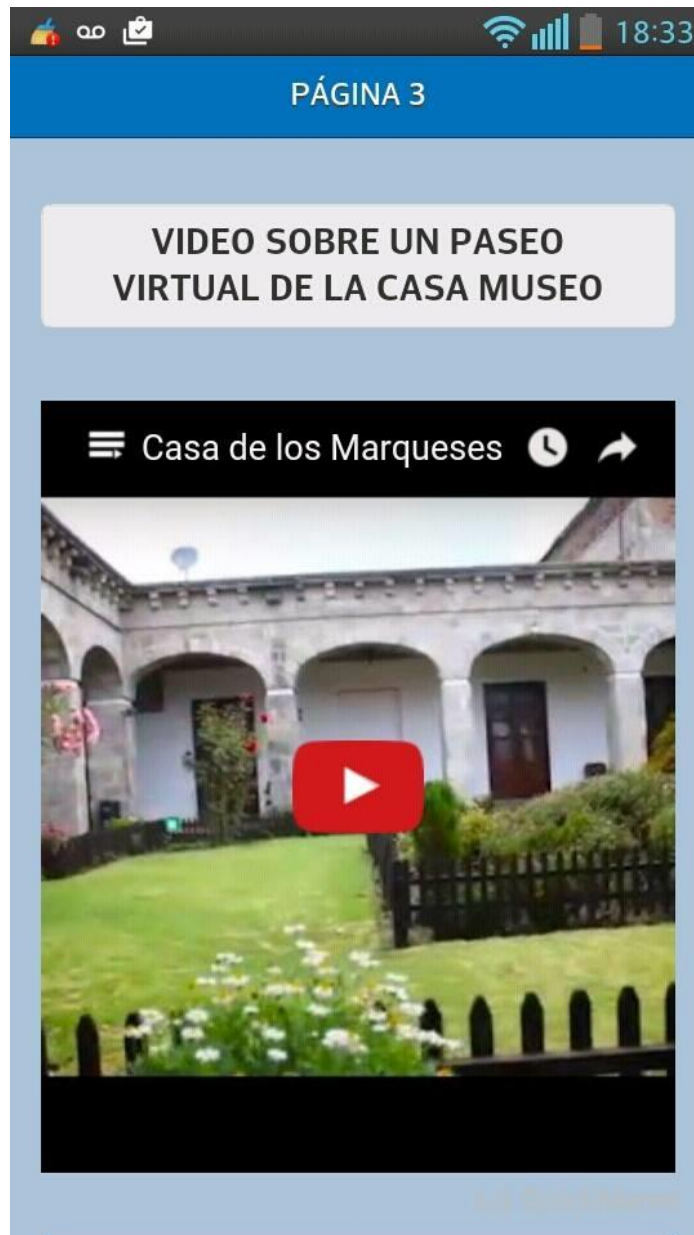 18:33
PÁGINA 3
VIDEO SOBRE UN PASEO
VIRTUAL DE LA CASA MUSEO
Casa de los Marqueses